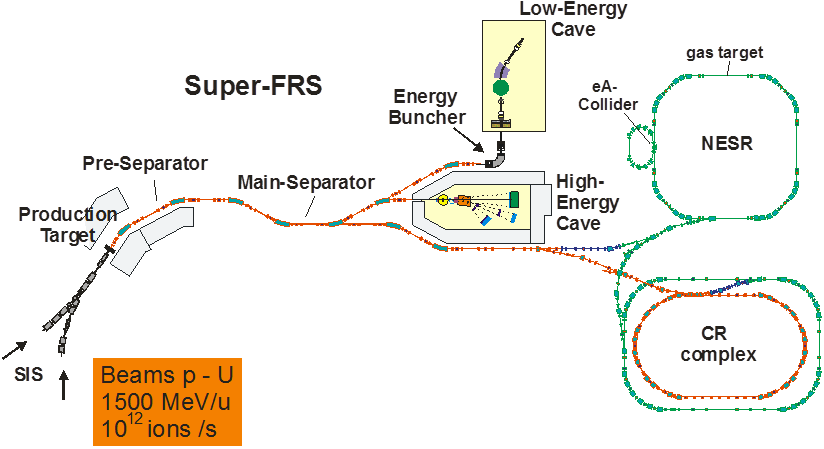 Low-Energy
Cave
gas target
Super-FRS
Energy
Buncher
eA-
Collider
NESR
Pre-Separator
Main-Separator
High-
Energy
Cave
Production
Target
CR
complex
SIS
Beams p - U
1500 MeV/u
10¹² ions /s